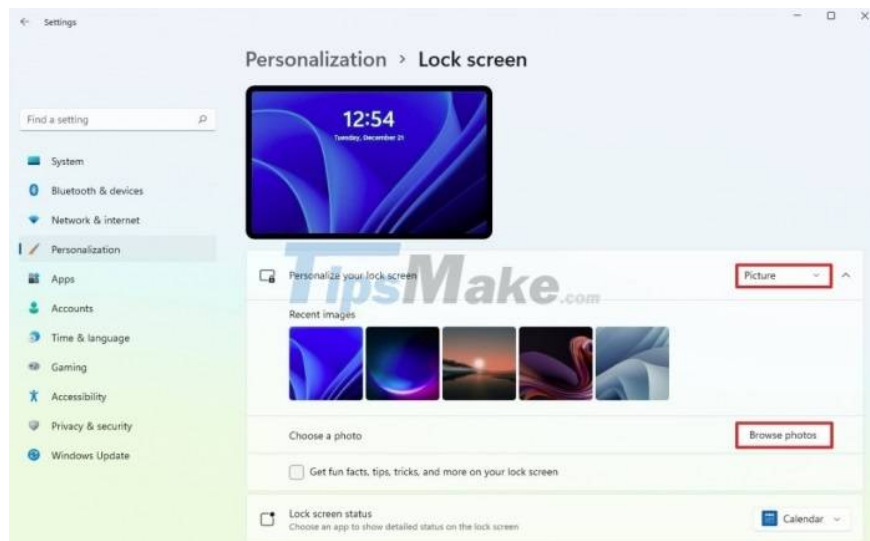 Settings
Personalization > Lock screen
12:54
Tuesday, December 21
Find a setting
System
Bluetooth & devices
Network & internet
Personalization
Apps
Accounts
Time & language
Gaming
Accessibility
Privacy & security
Windows Update
Personalize your lock screen
Picture
TipsMake.com
Recent images
Choose a photo
Browse photos
Get fun facts, tips, tricks, and more on your lock screen
Lock screen status
Choose an app to show detailed status on the lock screen
Calendar